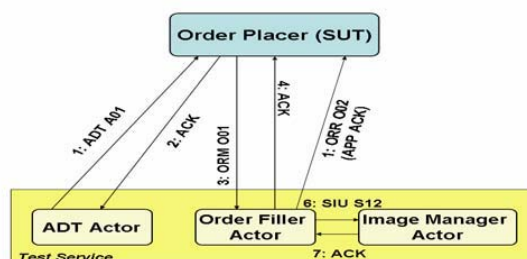 Order Placer (SUT)
1: ADT A01
2: ACK
3: ORM O01
4: ACK
1: ORR O02
(APP ACK)
6: SIU S12
ADT Actor
Order Filler
Actor
Image Manager
Actor
7: ACK
Test Service